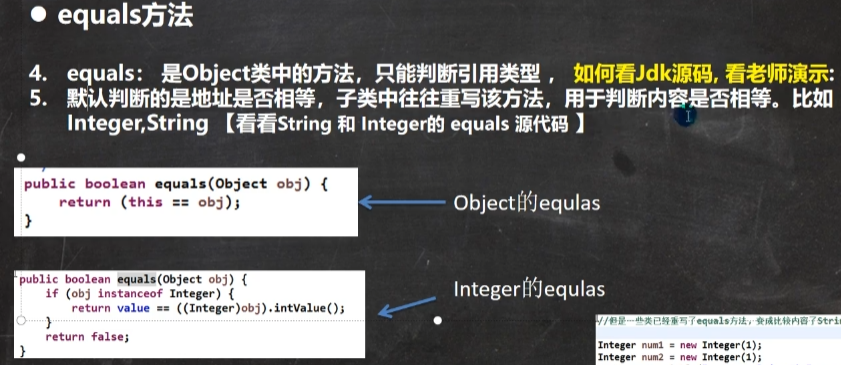 equals方法
4. equals： 是Object类中的方法，只能判断引用类型 ， 如何看Jdk源码, 看老师演示:
5. 默认判断的是地址是否相等，子类中往往重写该方法，用于判断内容是否相等。比如
Integer,String 【看看String 和 Integer的 equals 源代码 】
public boolean equals(Object obj) {
return (this == obj);
}
Object的equlas
public boolean equals(Object obj) {
if (obj instanceof Integer) {
return value == ((Integer)obj).intValue();
}
return false;
}
Integer的equlas
//但是一些类已经重写了equals方法，变成比较内容了
Integer num1 = new Integer(1);
Integer num2 = new Integer(1);